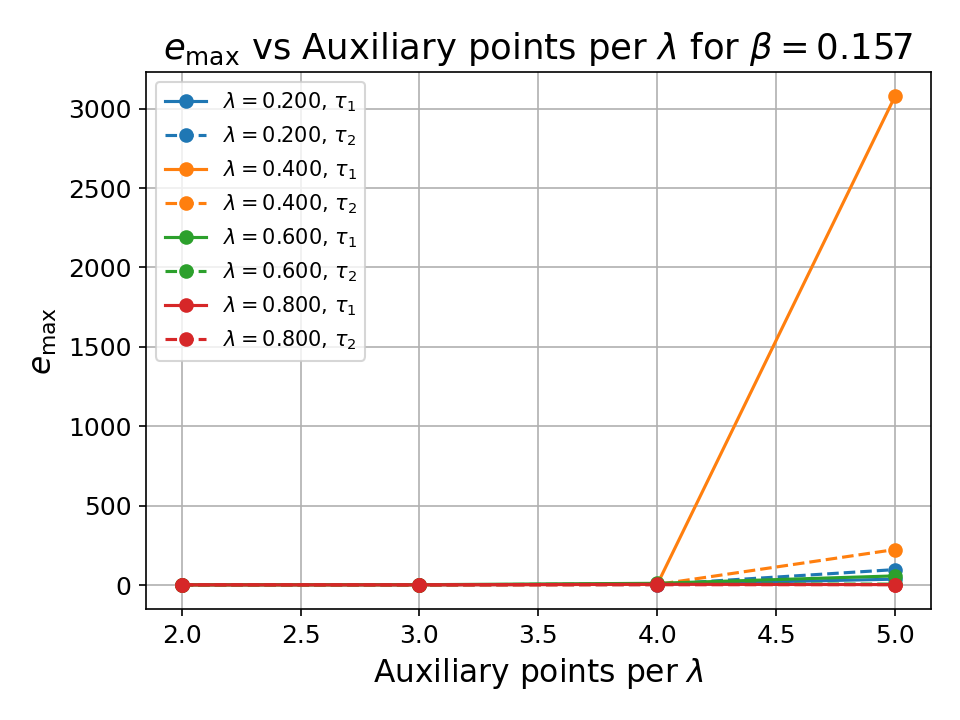 e_max vs Auxiliary points per λ for β = 0.157
λ = 0.200, τ₁
λ = 0.200, τ₂
λ = 0.400, τ₁
λ = 0.400, τ₂
λ = 0.600, τ₁
λ = 0.600, τ₂
λ = 0.800, τ₁
λ = 0.800, τ₂
3000
2500
2000
1500
1000
500
0
e_max
2.0 2.5 3.0 3.5 4.0 4.5 5.0
Auxiliary points per λ